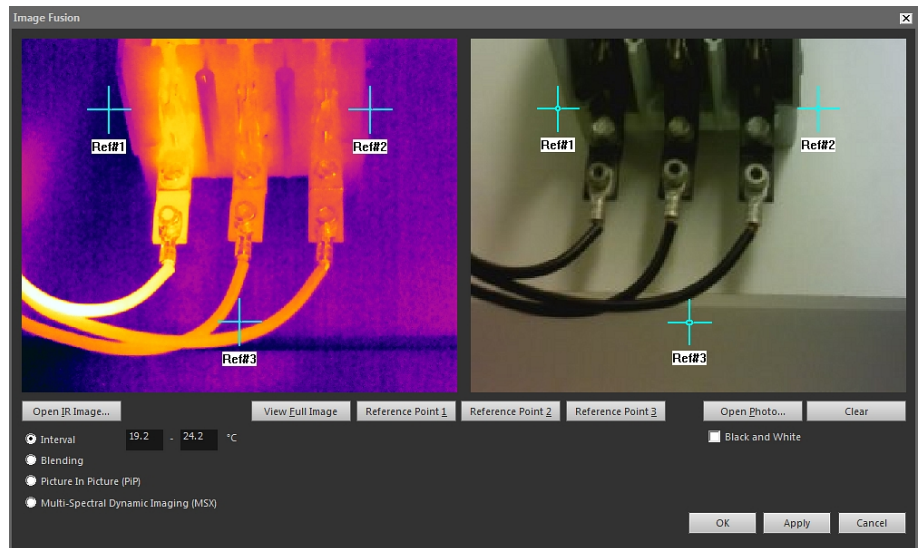 Image Fusion
Ref#1
Ref#2
Ref#3
Ref#1
Ref#2
Ref#3
Open IR Image...
View Full Image
Reference Point 1
Reference Point 2
Reference Point 3
Open Photo...
Clear
Interval 19.2 - 24.2 °C
Black and White
Blending
Picture In Picture (PiP)
Multi-Spectral Dynamic Imaging (MSX)
OK
Apply
Cancel